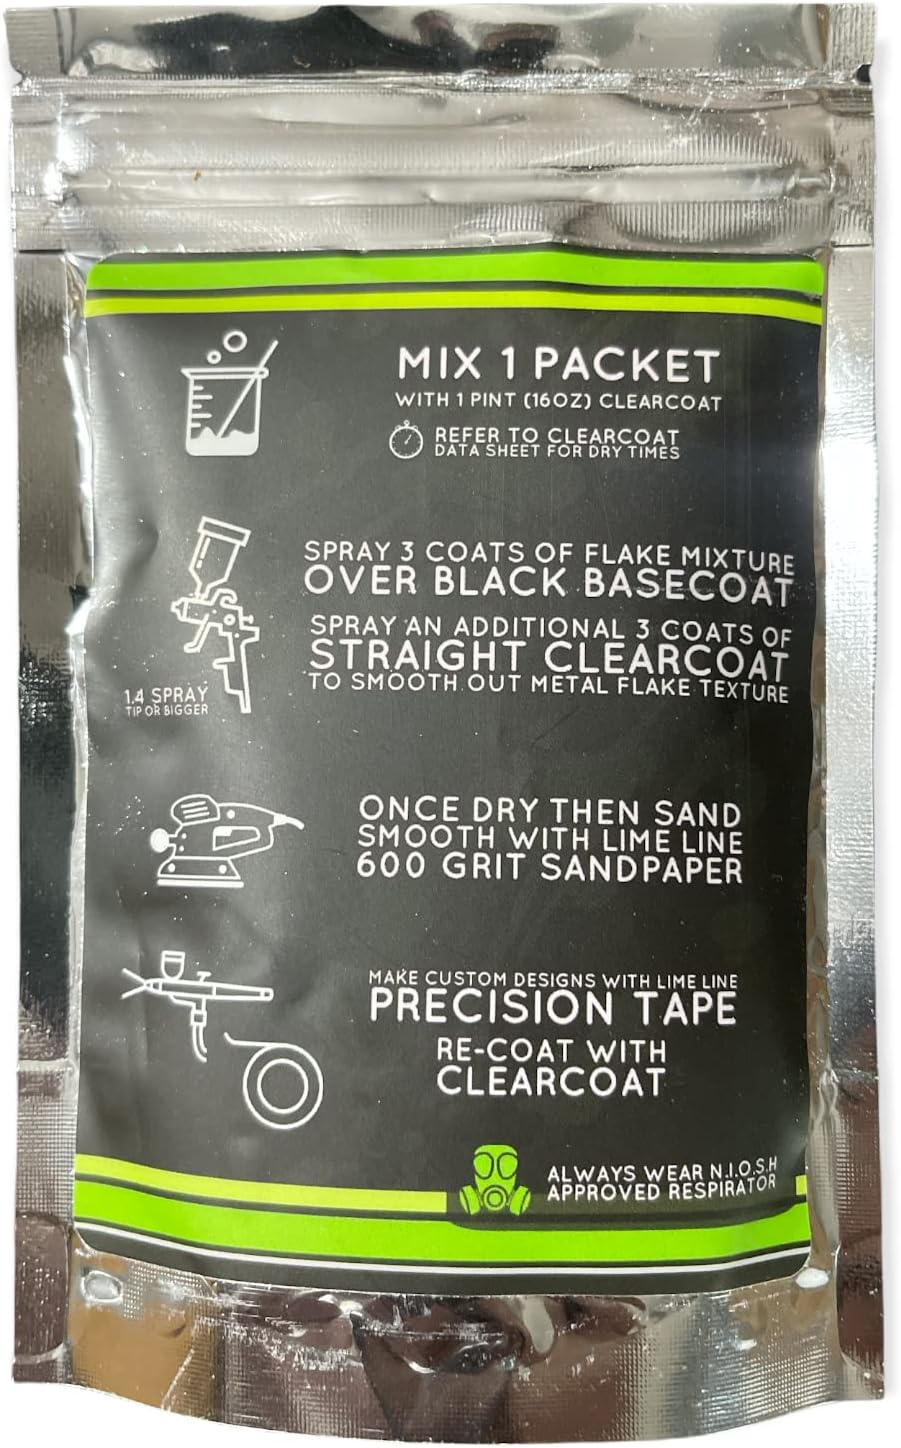 MIX 1 PACKET
WITH 1 PINT (16OZ) CLEARCOAT
REFER TO CLEARCOAT
DATA SHEET FOR DRY TIMES
SPRAY 3 COATS OF FLAKE MIXTURE
OVER BLACK BASECOAT
SPRAY AN ADDITIONAL 3 COATS OF
STRAIGHT CLEARCOAT
TO SMOOTH OUT METAL FLAKE TEXTURE
1.4 SPRAY
TIP OR BIGGER
ONCE DRY THEN SAND
SMOOTH WITH LIME LINE
600 GRIT SANDPAPER
MAKE CUSTOM DESIGNS WITH LIME LINE
PRECISION TAPE
RE-COAT WITH
CLEARCOAT
ALWAYS WEAR N.I.O.S.H
APPROVED RESPIRATOR